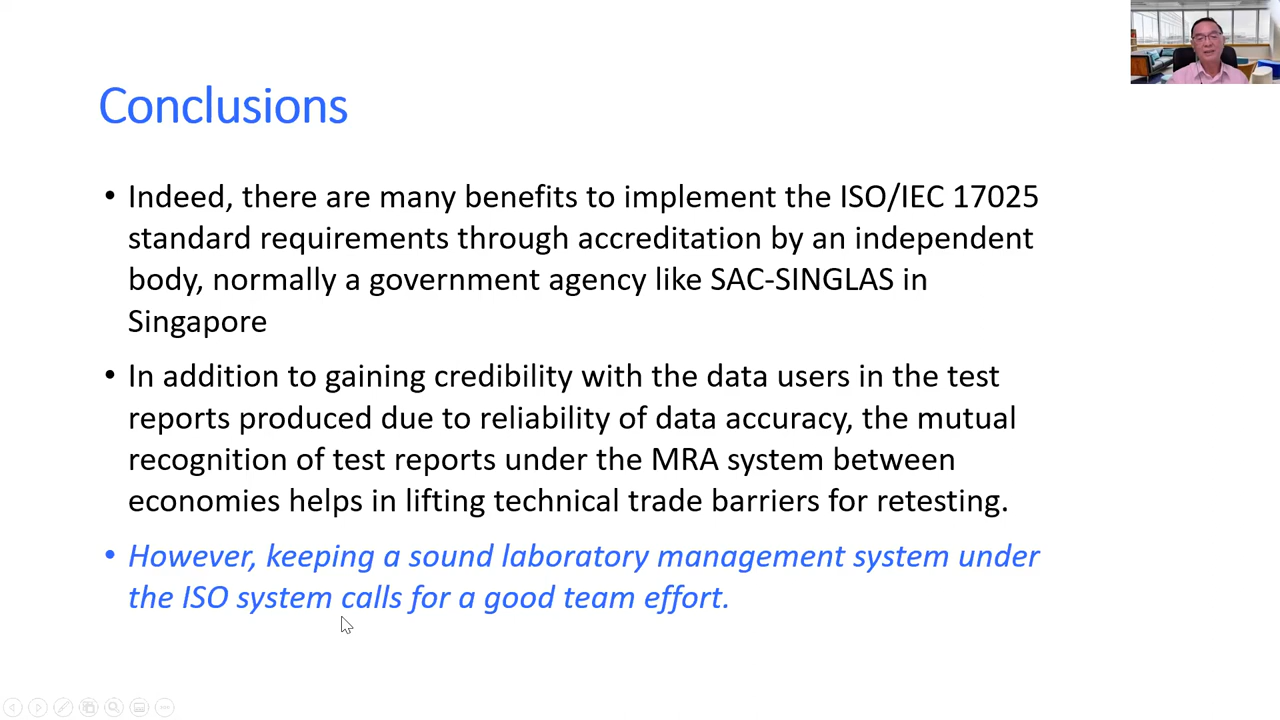 Conclusions
• Indeed, there are many benefits to implement the ISO/IEC 17025
standard requirements through accreditation by an independent
body, normally a government agency like SAC-SINGLAS in
Singapore
• In addition to gaining credibility with the data users in the test
reports produced due to reliability of data accuracy, the mutual
recognition of test reports under the MRA system between
economies helps in lifting technical trade barriers for retesting.
• However, keeping a sound laboratory management system under
the ISO system calls for a good team effort.